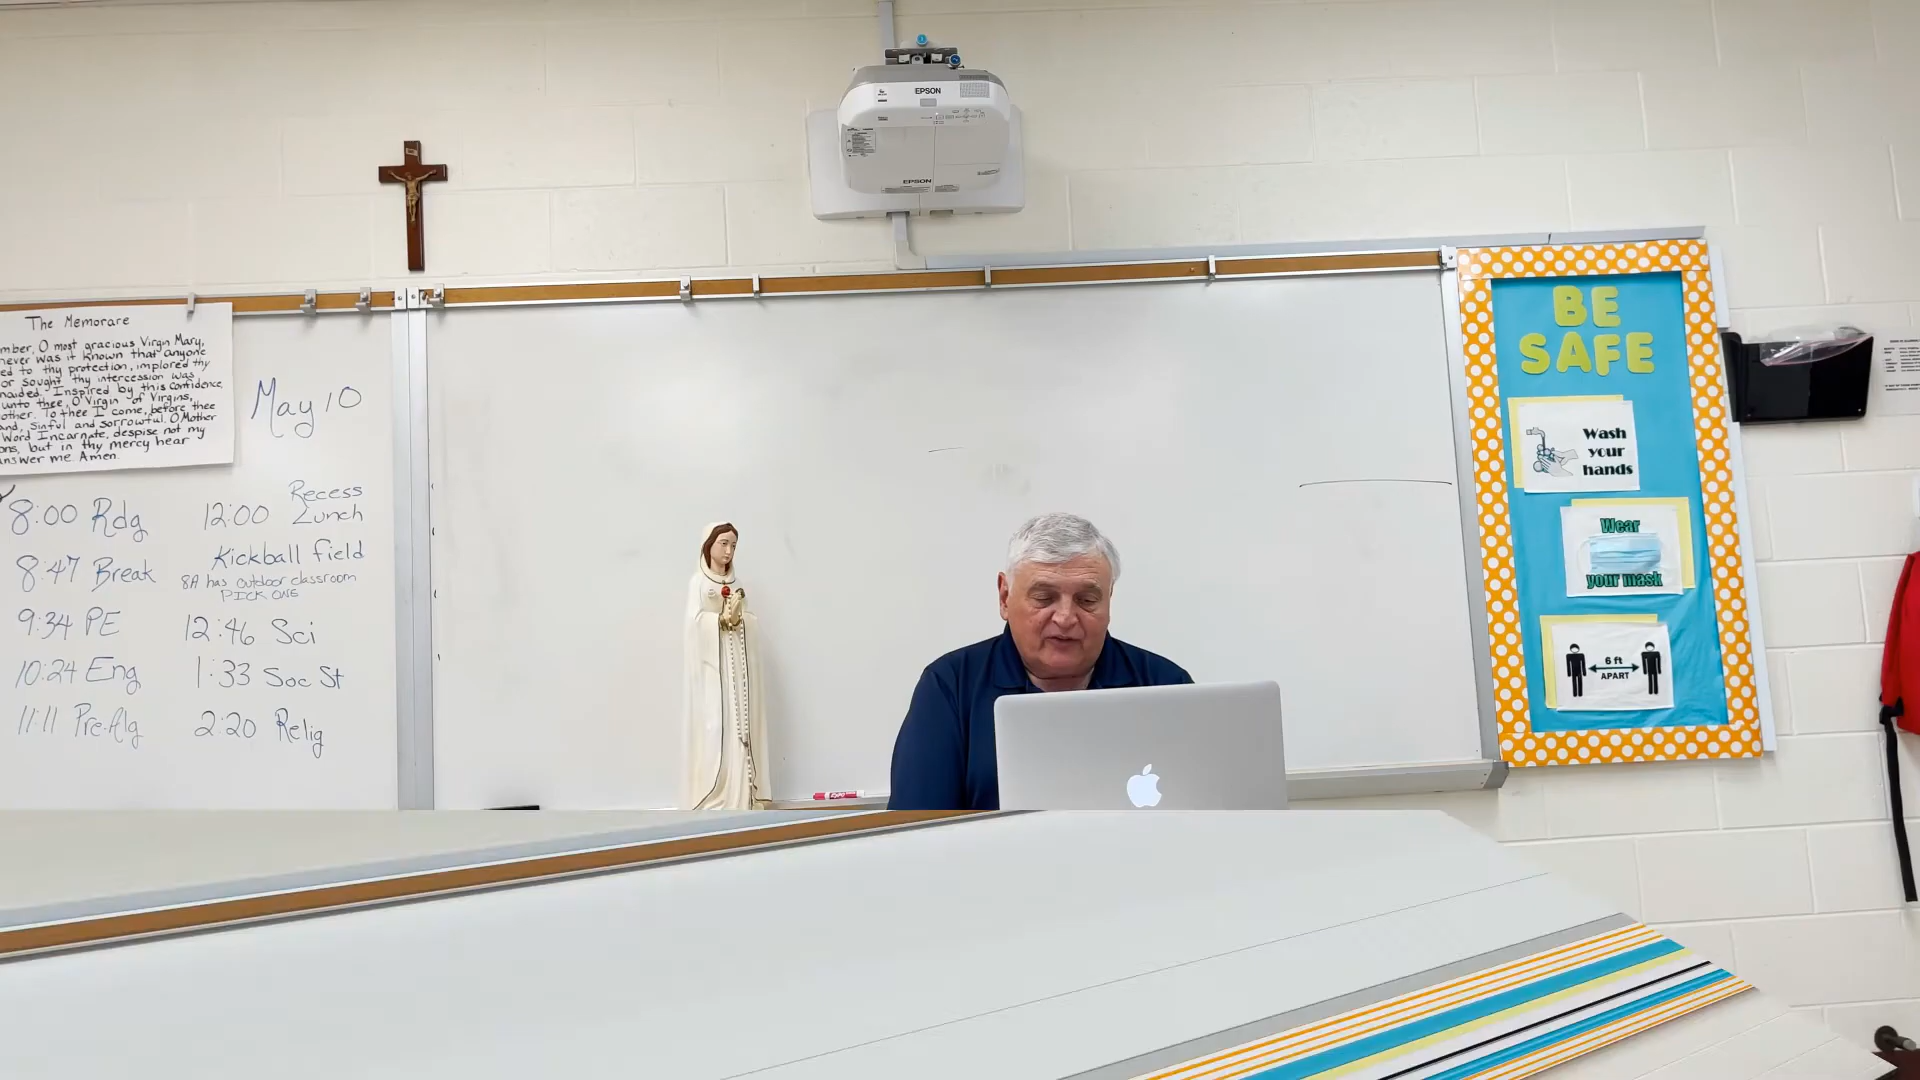 EPSON
EPSON
The Memorare
mber, O most gracious Virgin Mary,
never was it known that anyone
ed to thy protection, implored thy
or sought thy intercession was
naided. Inspired by this confidence,
unto thee, O Virgin of Virgins,
other. To thee I come, before thee
and, sinful and sorrowful. O Mother
Word Incarnate, despise not my
ons, but in thy mercy hear
answer me. Amen.
May 10
8:00 Rdg
8:47 Break
9:34 PE
10:24 Eng
11:11 Pre-Alg
12:00 Recess
Lunch
Kickball field
8A has outdoor classroom
PICK ONE
12:46 Sci
1:33 Soc St
2:20 Relig
BE
SAFE
Wash
your
hands
Wear
your mask
6 ft
APART